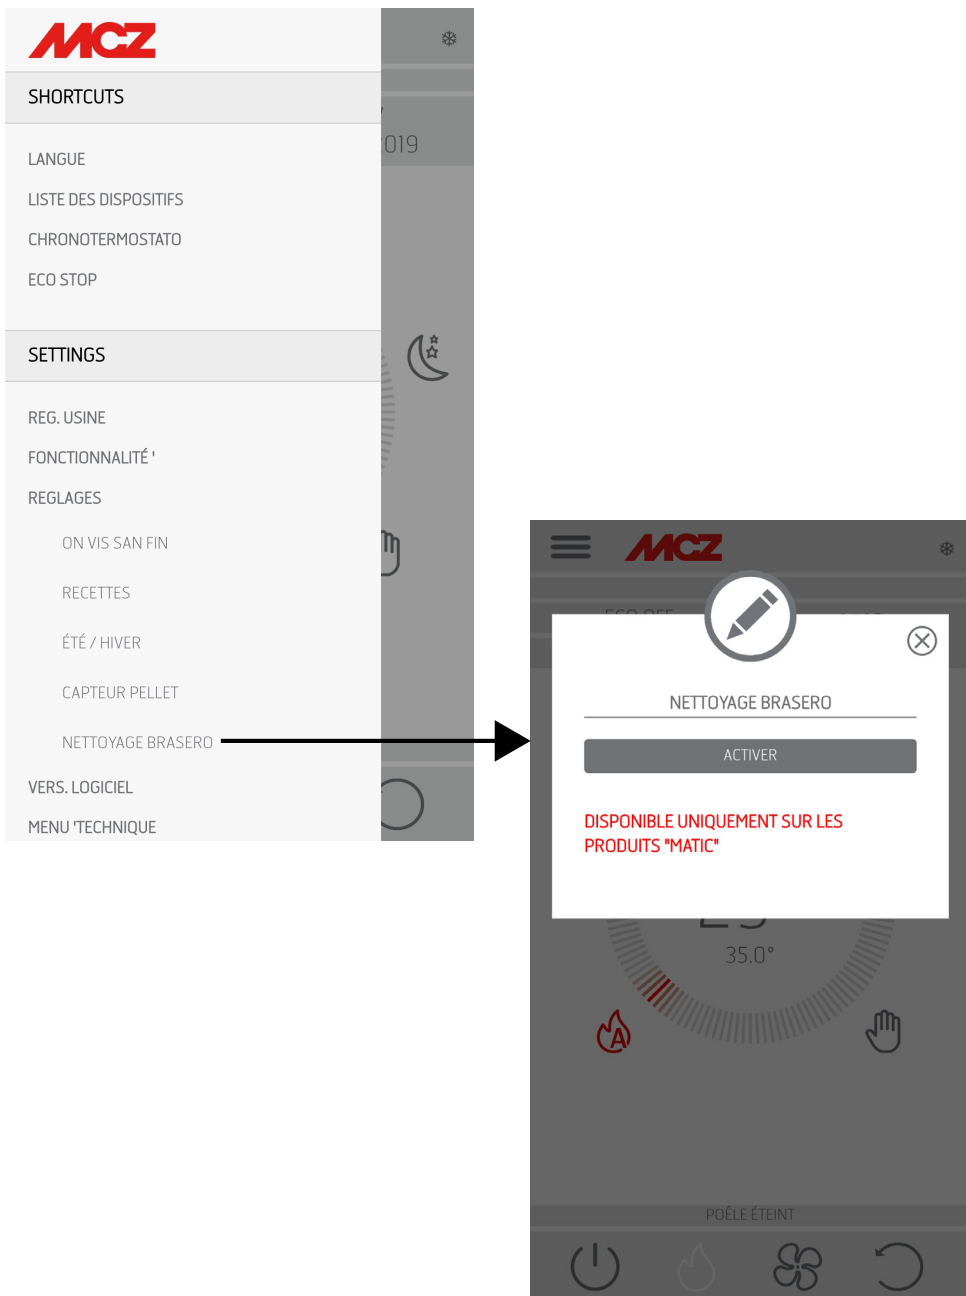 MCZ
SHORTCUTS
019
LANGUE
LISTE DES DISPOSITIFS
CHRONOTERMOSTATO
ECO STOP
SETTINGS
REG. USINE
FONCTIONNALITÉ '
REGLAGES
ON VIS SAN FIN
RECETTES
ÉTÉ / HIVER
CAPTEUR PELLET
NETTOYAGE BRASERO
VERS. LOGICIEL
MENU 'TECHNIQUE
MCZ
NETTOYAGE BRASERO
ACTIVER
DISPONIBLE UNIQUEMENT SUR LES
PRODUITS "MATIC"
35.0°
A
POÊLE ÉTEINT